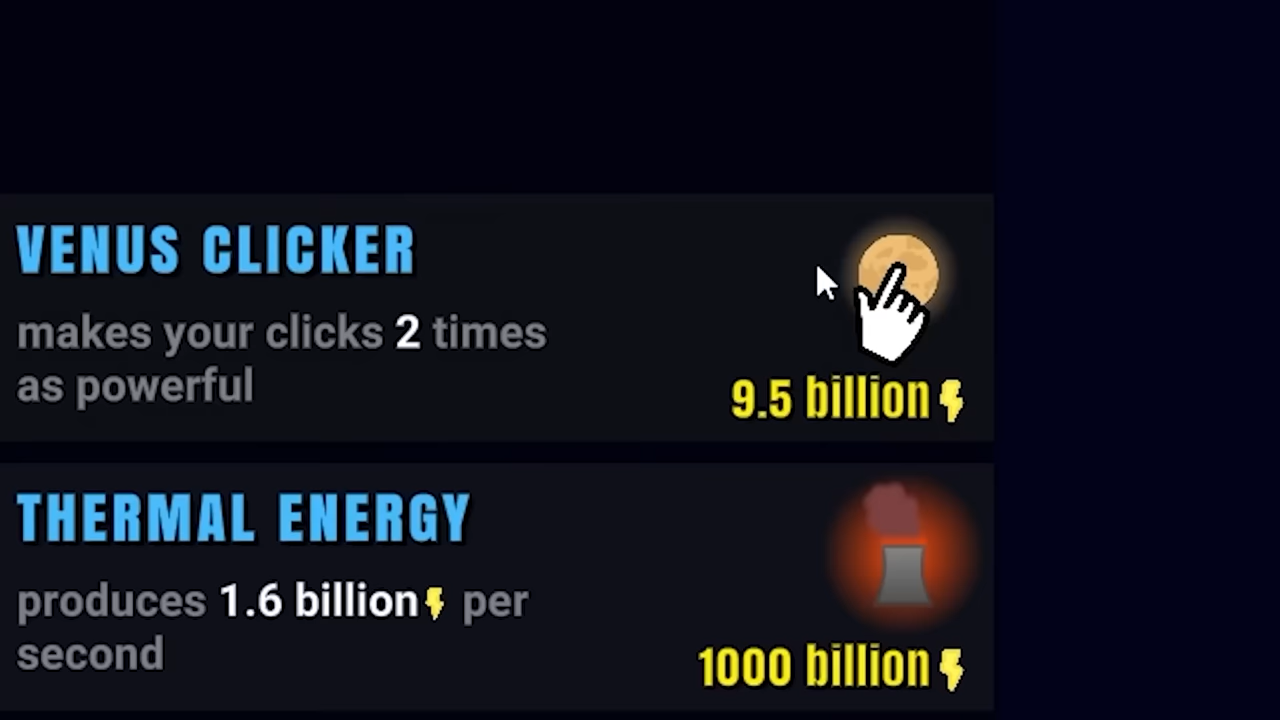 VENUS CLICKER
makes your clicks 2 times
as powerful
9.5 billion
THERMAL ENERGY
produces 1.6 billion per
second
1000 billion